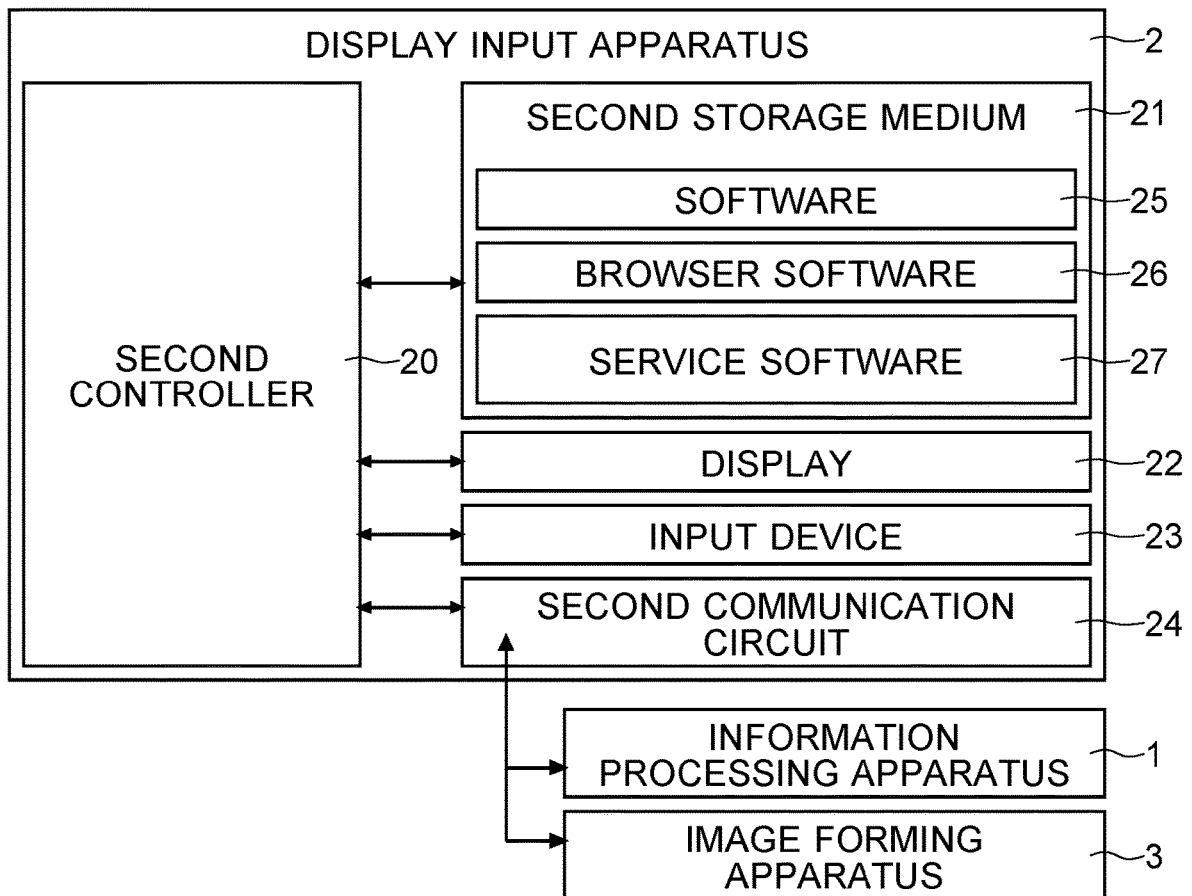 DISPLAY INPUT APPARATUS
2
SECOND STORAGE MEDIUM
21
SOFTWARE
25
BROWSER SOFTWARE
26
SERVICE SOFTWARE
27
SECOND
CONTROLLER
20
DISPLAY
22
INPUT DEVICE
23
SECOND COMMUNICATION
CIRCUIT
24
INFORMATION
PROCESSING APPARATUS
1
IMAGE FORMING
APPARATUS
3